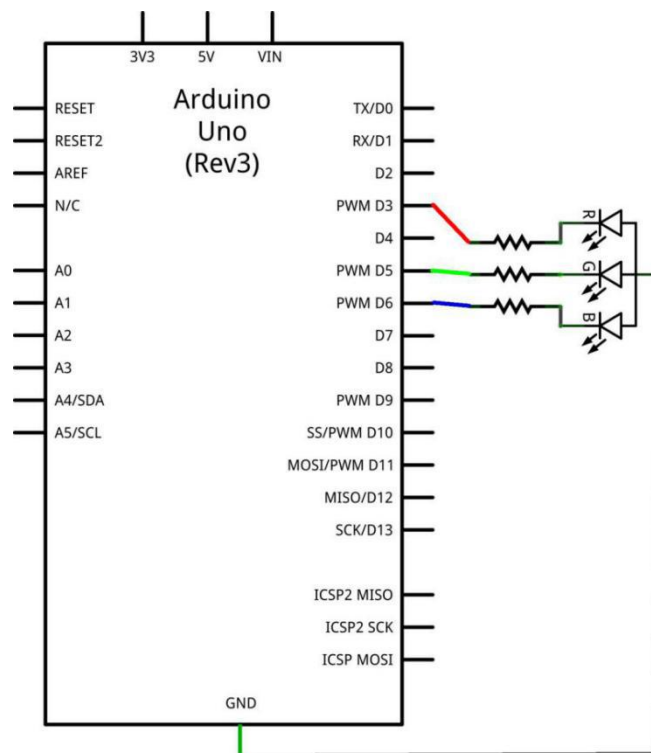 3V3 5V VIN
Arduino
Uno
(Rev3)
RESET
RESET2
AREF
N/C
A0
A1
A2
A3
A4/SDA
A5/SCL
TX/D0
RX/D1
D2
PWM D3
D4
PWM D5
PWM D6
D7
D8
PWM D9
SS/PWM D10
MOSI/PWM D11
MISO/D12
SCK/D13
ICSP2 MISO
ICSP2 SCK
ICSP MOSI
GND
R
G
B